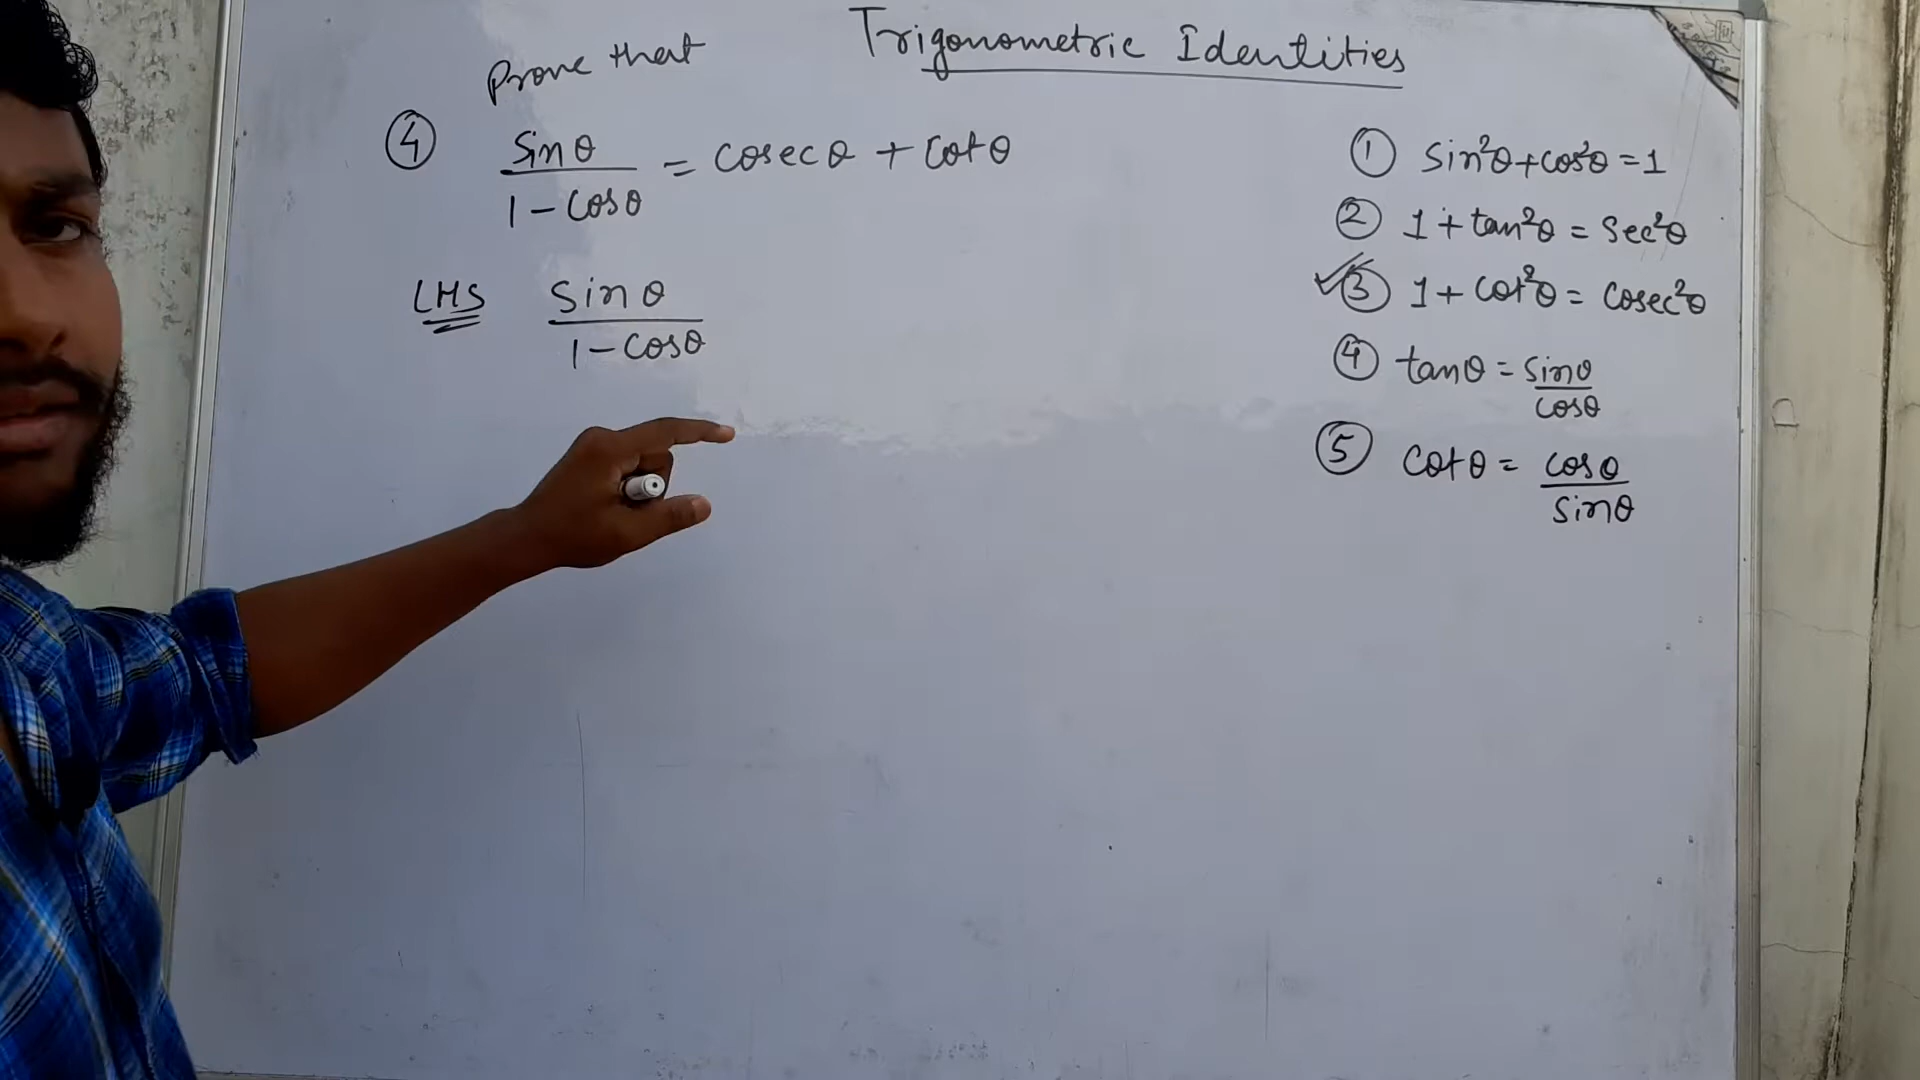 Trigonometric Identities
Prove that
④ Sinθ / 1 - Cosθ = cosecθ + Cotθ
LHS Sinθ / 1 - Cosθ
① Sin²θ + cos²θ = 1
② 1 + tan²θ = Sec²θ
✓③ 1 + Cot²θ = Cosec²θ
④ tanθ = Sinθ / Cosθ
⑤ Cotθ = Cosθ / Sinθ